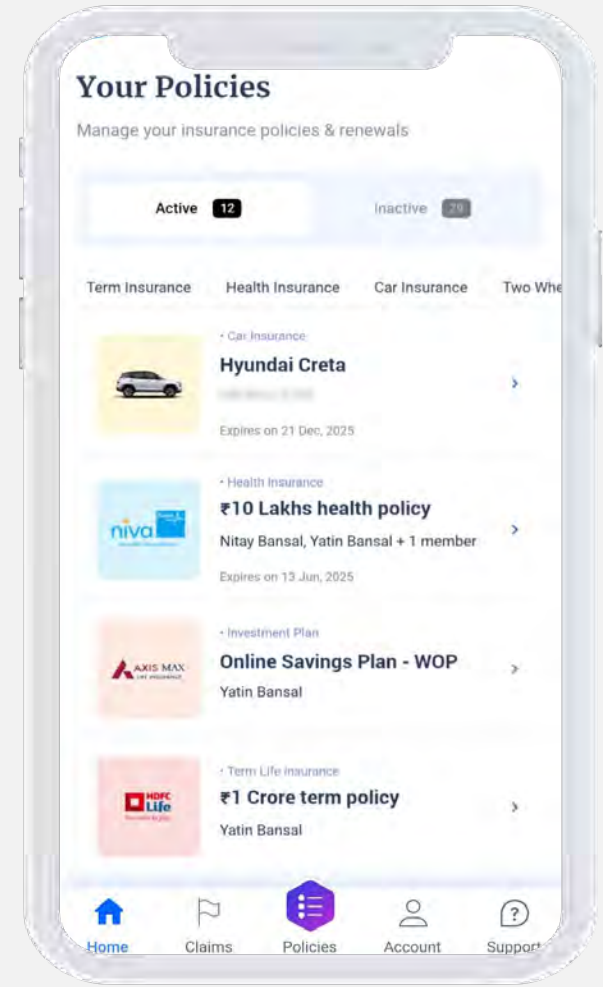 Your Policies
Manage your insurance policies & renewals
Active 12
Inactive 29
Term Insurance Health Insurance Car Insurance Two Whe
• Car Insurance
Hyundai Creta
Expires on 21 Dec, 2025
• Health Insurance
niva
₹10 Lakhs health policy
Nitay Bansal, Yatin Bansal + 1 member
Expires on 13 Jun, 2025
• Investment Plan
AXIS MAX
LIFE INSURANCE
Online Savings Plan - WOP
Yatin Bansal
• Term Life Insurance
HDFC
Life
₹1 Crore term policy
Yatin Bansal
Home Claims Policies Account Support